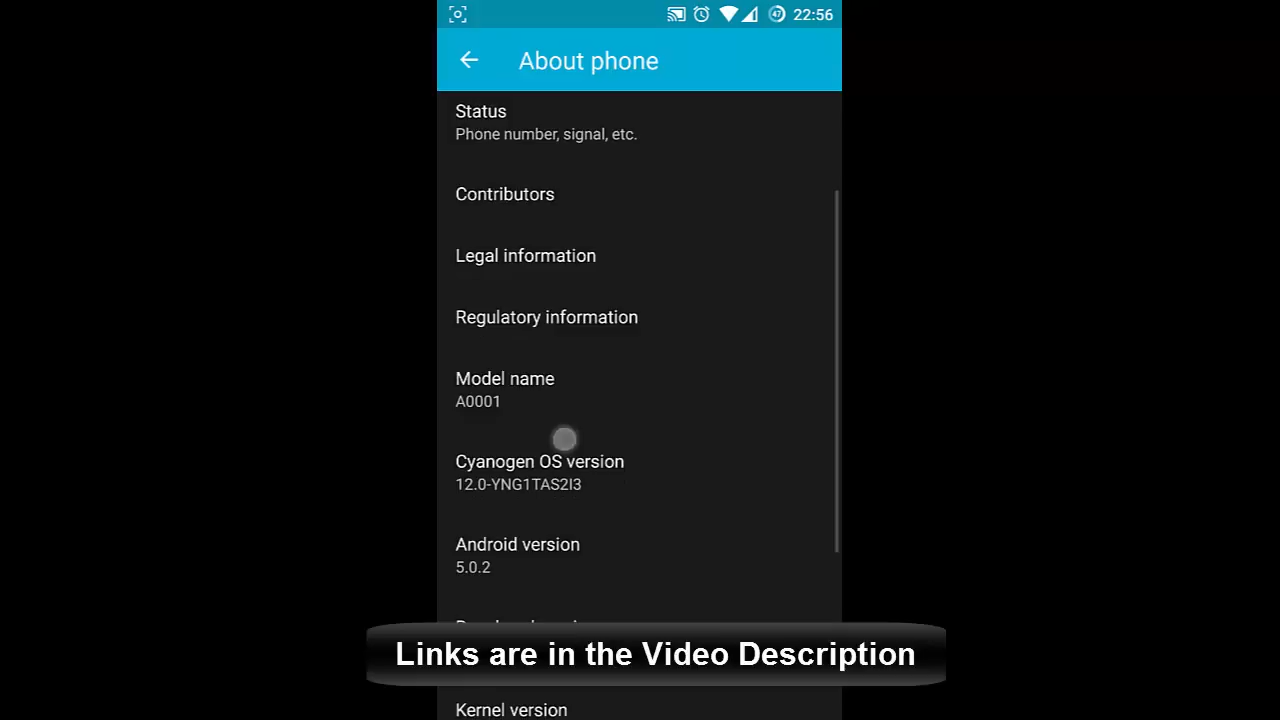 47
22:56
About phone
Status
Phone number, signal, etc.
Contributors
Legal information
Regulatory information
Model name
A0001
Cyanogen OS version
12.0-YNG1TAS2I3
Android version
5.0.2
Links are in the Video Description
Kernel version